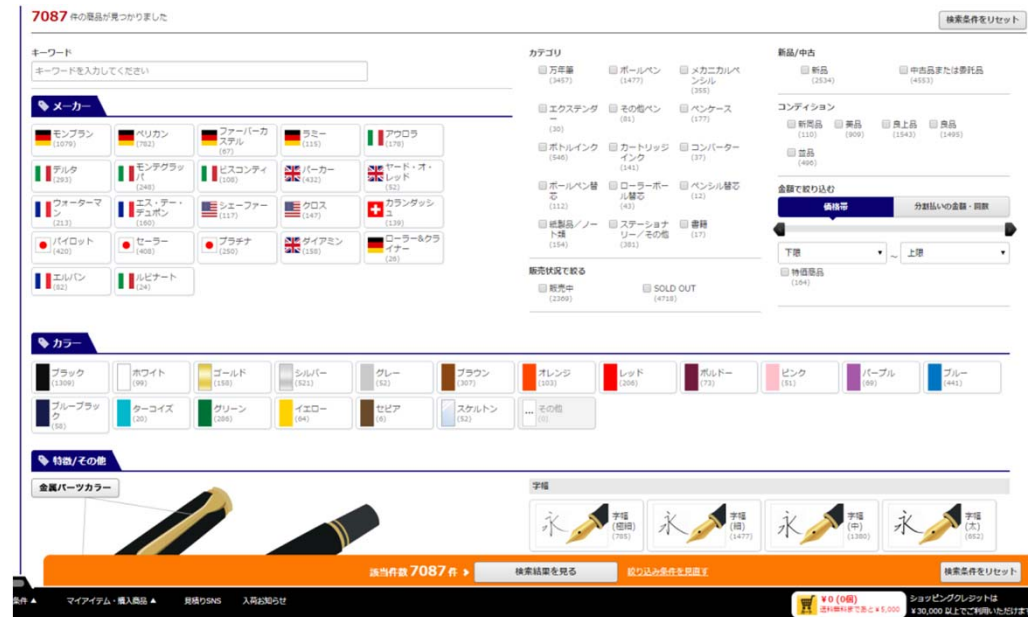 7087 件の商品が見つかりました
検索条件をリセット
キーワード
キーワードを入力してください
メーカー
モンブラン
(1079)
ペリカン
(782)
ファーバーカステル
(67)
ラミー
(115)
アウロラ
(178)
デルタ
(293)
モンテグラッパ
(248)
ビスコンティ
(108)
パーカー
(432)
ヤード・オ・レッド
(52)
ウォーターマン
(213)
エス・テー・デュポン
(160)
シェーファー
(117)
クロス
(147)
カランダッシュ
(139)
パイロット
(420)
セーラー
(408)
プラチナ
(250)
ダイアミン
(158)
ローラー&クライナー
(26)
エルバン
(82)
ルビナート
(24)
カテゴリ
万年筆
(3457)
ボールペン
(1477)
メカニカルペンシル
(355)
エクステンダー
(30)
その他ペン
(81)
ペンケース
(177)
ボトルインク
(546)
カートリッジインク
(141)
コンバーター
(37)
ボールペン替芯
(112)
ローラーボール替芯
(43)
ペンシル替芯
(12)
紙製品/ノート類
(154)
ステーショナリー/その他
(381)
書籍
(17)
販売状況で絞る
販売中
(2369)
SOLD OUT
(4718)
新品/中古
新品
(2534)
中古品または委託品
(4553)
コンディション
新同品
(110)
美品
(909)
良上品
(1543)
良品
(1495)
並品
(496)
金額で絞り込む
価格帯
分割払いの金額・回数
下限
~
上限
特価商品
(164)
カラー
ブラック
(1309)
ホワイト
(99)
ゴールド
(158)
シルバー
(521)
グレー
(52)
ブラウン
(307)
オレンジ
(103)
レッド
(206)
ボルドー
(73)
ピンク
(51)
パープル
(69)
ブルー
(441)
ブルーブラック
(58)
ターコイズ
(20)
グリーン
(286)
イエロー
(64)
セピア
(6)
スケルトン
(52)
... その他
(0)
特徴/その他
金属パーツカラー
字幅
永
字幅
(極細)
(785)
永
字幅
(細)
(1477)
永
字幅
(中)
(1380)
永
字幅
(太)
(852)
該当件数 7087 件
検索結果を見る
絞り込み条件を見直す
検索条件をリセット
条件 ▲
マイアイテム・購入商品 ▲
見積りSNS
入荷お知らせ
¥0 (0個)
送料無料まであと¥5,000
ショッピングクレジットは
¥30,000 以上でご利用いただけま